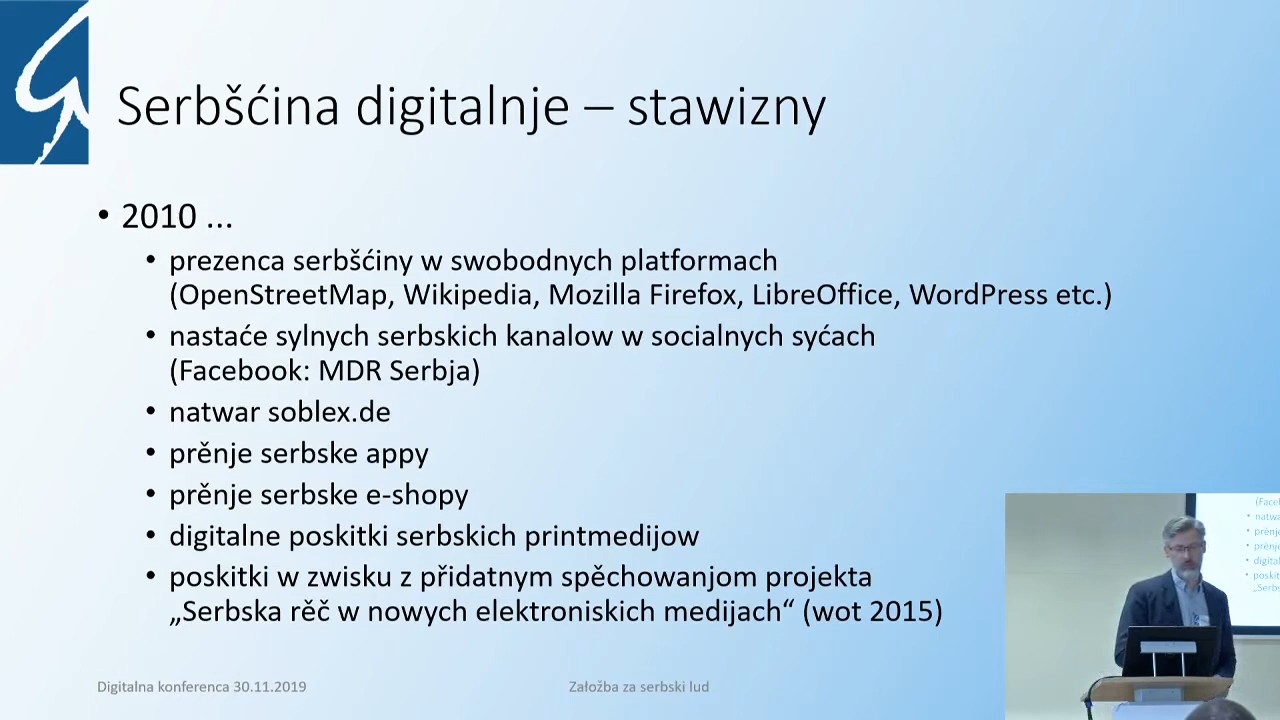 Serbšćina digitalnje – stawizny
• 2010 ...
• prezenca serbšćiny w swobodnych platformach
(OpenStreetMap, Wikipedia, Mozilla Firefox, LibreOffice, WordPress etc.)
• nastaće sylnych serbskich kanalow w socialnych syćach
(Facebook: MDR Serbja)
• natwar soblex.de
• prěnje serbske appy
• prěnje serbske e-shopy
• digitalne poskitki serbskich printmedijow
• poskitki w zwisku z přidatnym spěchowanjom projekta
„Serbska rěč w nowych elektroniskich medijach“ (wot 2015)
Digitalna konferenca 30.11.2019
Załožba za serbski lud